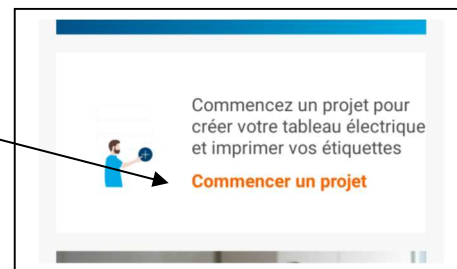 Commencez un projet pour
créer votre tableau électrique
et imprimer vos étiquettes
Commencer un projet